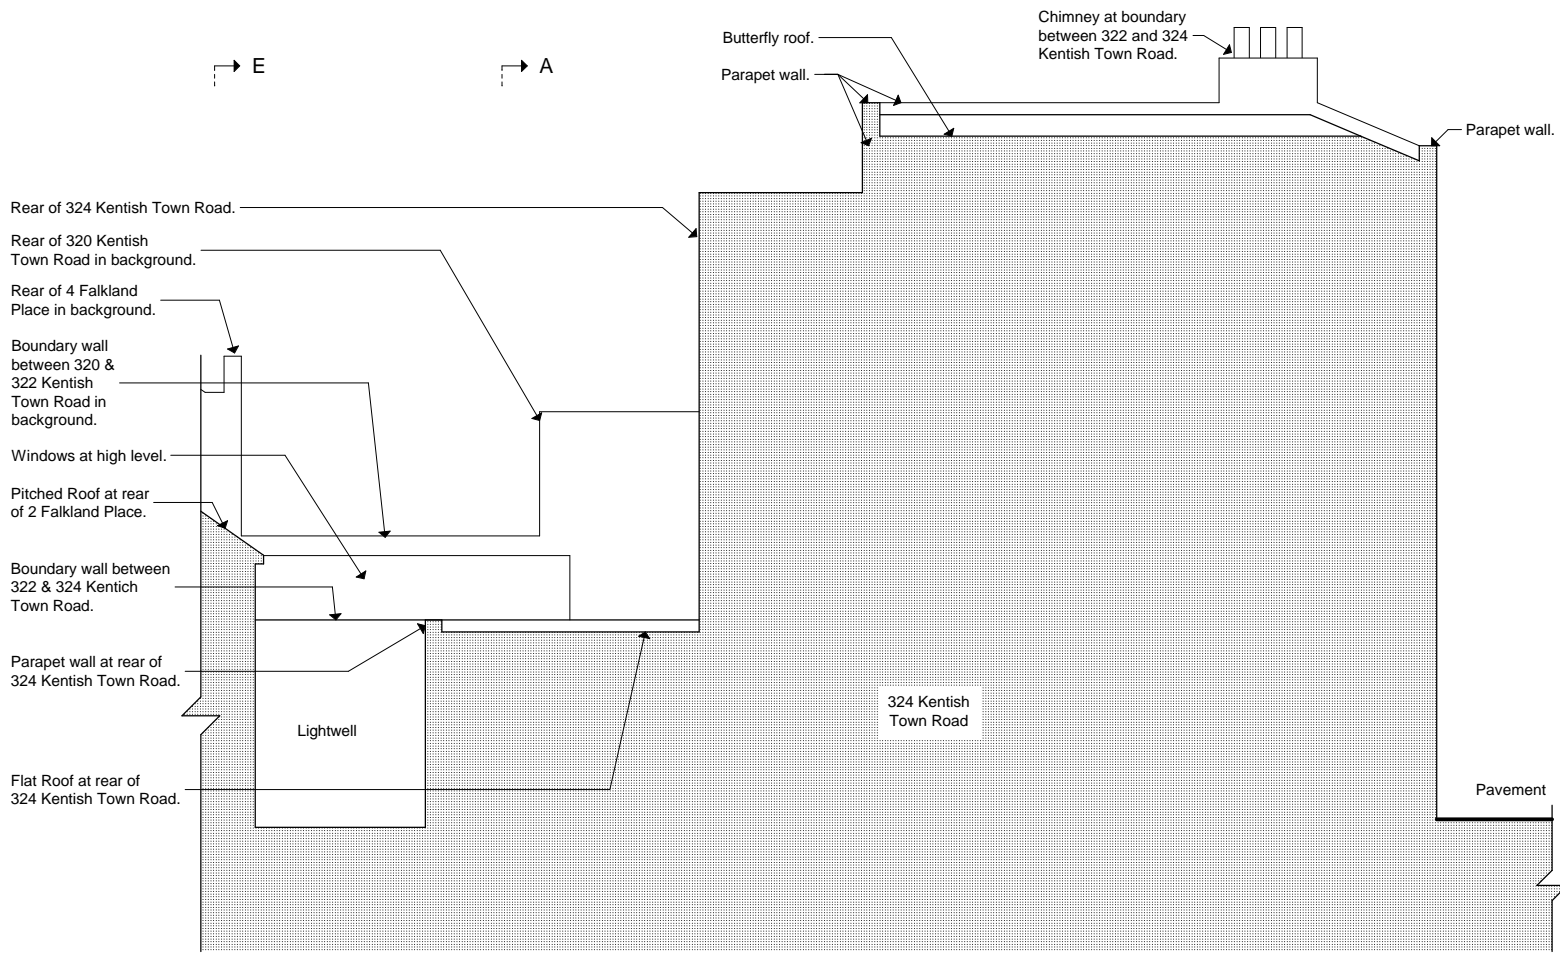 E
A
Butterfly roof.
Chimney at boundary
between 322 and 324
Kentish Town Road.
Parapet wall.
Parapet wall.
Rear of 324 Kentish Town Road.
Rear of 320 Kentish
Town Road in background.
Rear of 4 Falkland
Place in background.
Boundary wall
between 320 &
322 Kentish
Town Road in
background.
Windows at high level.
Pitched Roof at rear
of 2 Falkland Place.
Boundary wall between
322 & 324 Kentich
Town Road.
Parapet wall at rear of
324 Kentish Town Road.
Lightwell
324 Kentish
Town Road
Flat Roof at rear of
324 Kentish Town Road.
Pavement